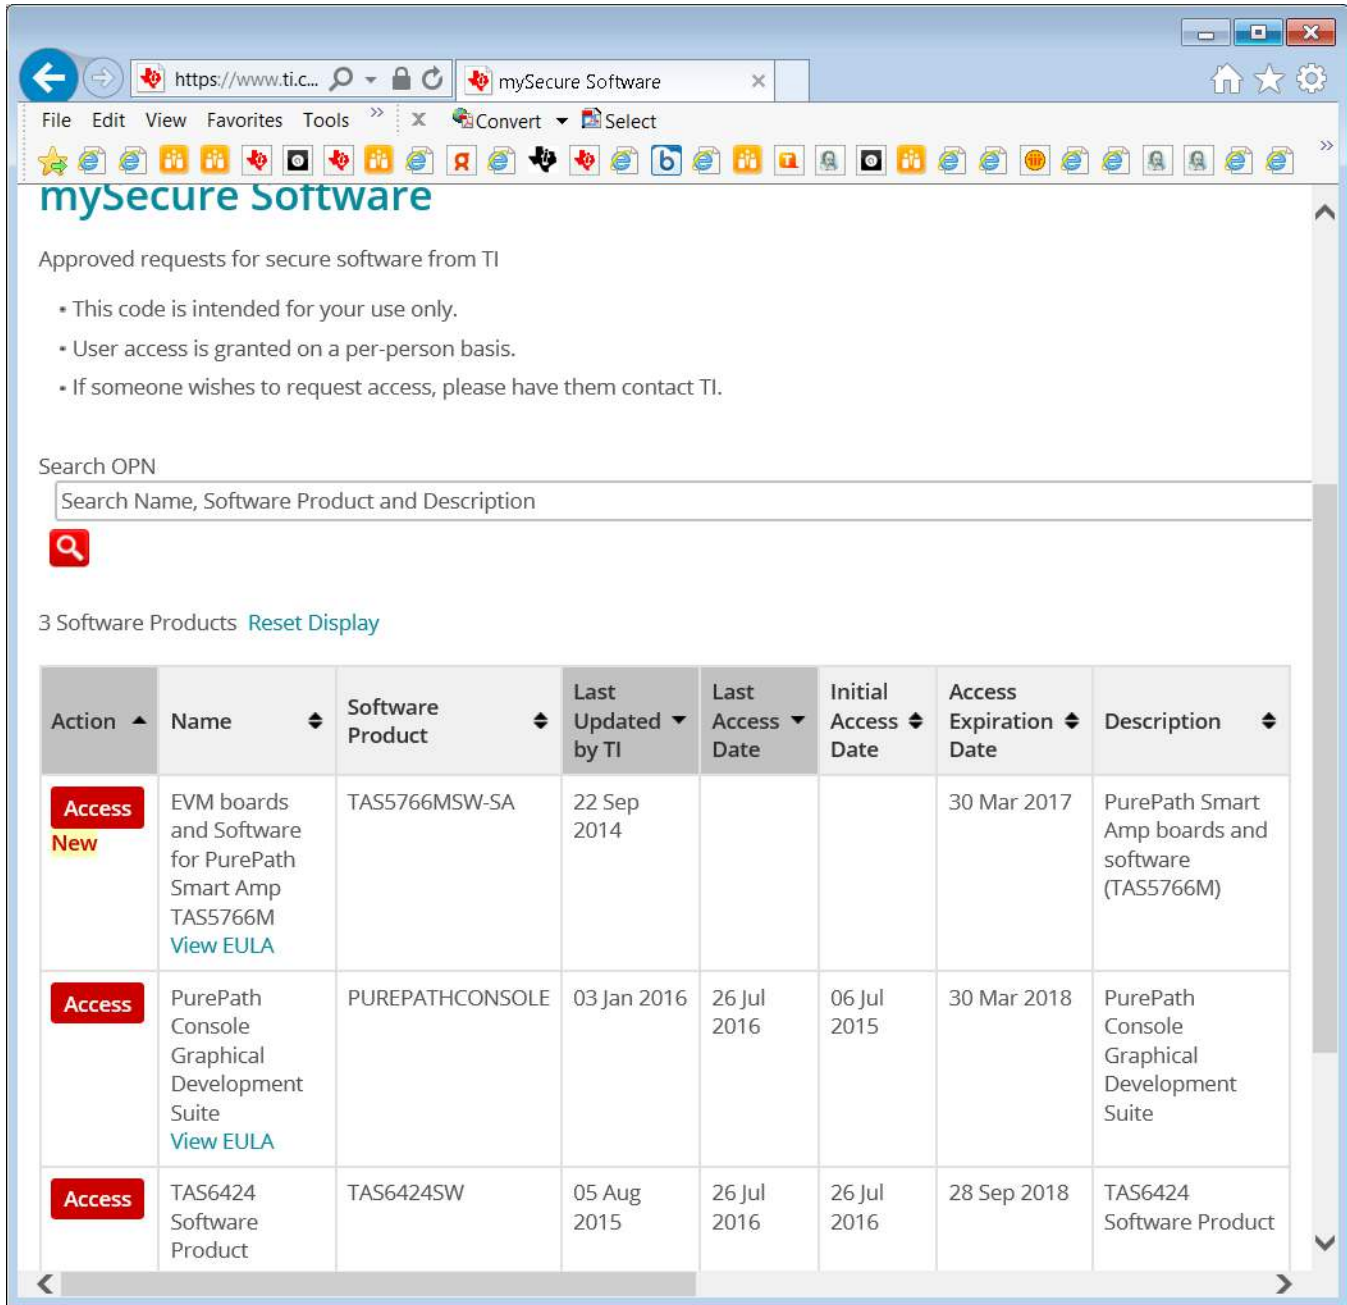 https://www.ti.c...
mySecure Software
File Edit View Favorites Tools » x Convert Select
»
mySecure Software
Approved requests for secure software from TI
• This code is intended for your use only.
• User access is granted on a per-person basis.
• If someone wishes to request access, please have them contact TI.
Search OPN
Search Name, Software Product and Description
3 Software Products Reset Display
Action Name Software Product Last Updated by TI Last Access Date Initial Access Date Access Expiration Date Description
Access New EVM boards and Software for PurePath Smart Amp TAS5766M View EULA TAS5766MSW-SA 22 Sep 2014 30 Mar 2017 PurePath Smart Amp boards and software (TAS5766M)
Access PurePath Console Graphical Development Suite View EULA PUREPATHCONSOLE 03 Jan 2016 26 Jul 2016 06 Jul 2015 30 Mar 2018 PurePath Console Graphical Development Suite
Access TAS6424 Software Product TAS6424SW 05 Aug 2015 26 Jul 2016 26 Jul 2016 28 Sep 2018 TAS6424 Software Product